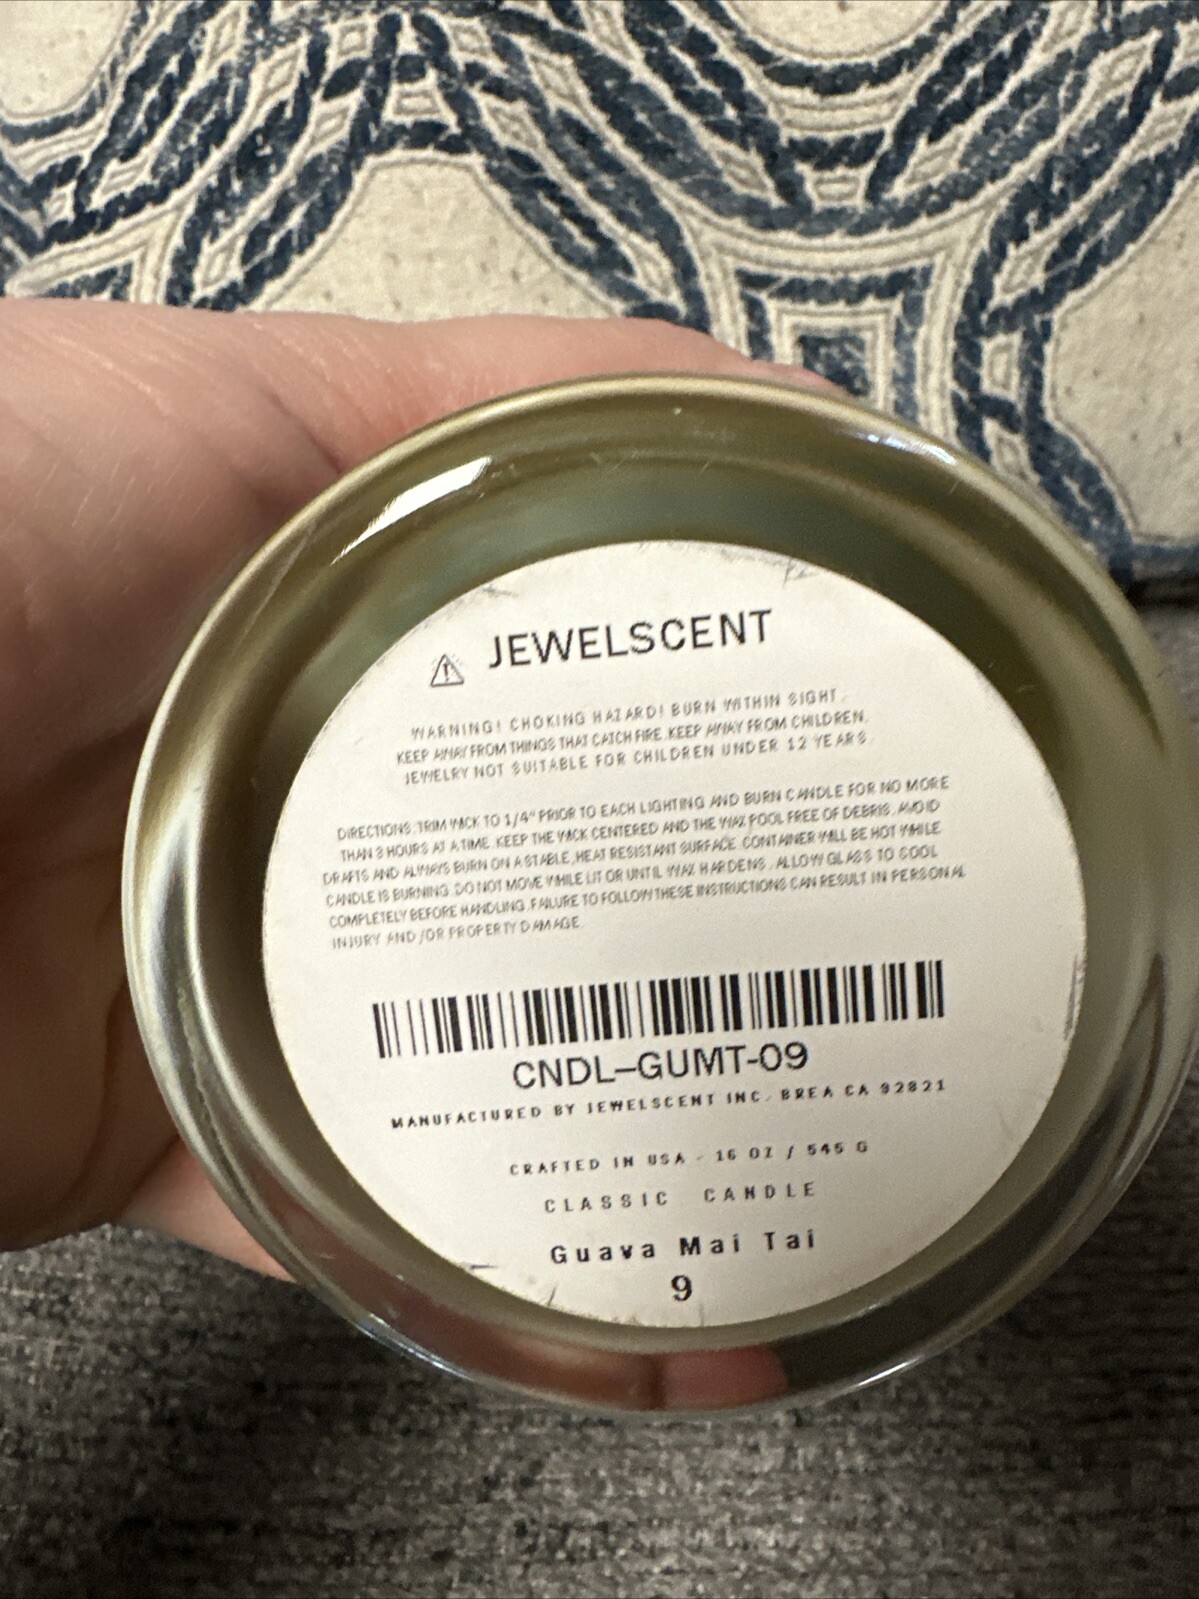 JEWELSCENT
WARNING! CHOKING HAZARD! BURN WITHIN SIGHT.
KEEP AWAY FROM THINGS THAT CATCH FIRE. KEEP AWAY FROM CHILDREN.
JEWELRY NOT SUITABLE FOR CHILDREN UNDER 12 YEARS
DIRECTIONS: TRIM WICK TO 1/4" PRIOR TO EACH LIGHTING AND BURN CANDLE FOR NO MORE
THAN 3 HOURS AT A TIME. KEEP THE WICK CENTERED AND THE WAX POOL FREE OF DEBRIS. AVOID
DRAFTS AND ALWAYS BURN ON A STABLE, HEAT RESISTANT SURFACE. CONTAINER WILL BE HOT WHILE
CANDLE IS BURNING. DO NOT MOVE WHILE LIT OR UNTIL WAX HARDENS. ALLOW GLASS TO COOL
COMPLETELY BEFORE HANDLING. FAILURE TO FOLLOW THESE INSTRUCTIONS CAN RESULT IN PERSONAL
INJURY AND/OR PROPERTY DAMAGE.
CNDL–GUMT-09
MANUFACTURED BY JEWELSCENT INC. BREA CA 92821
CRAFTED IN USA - 16 OZ / 545 G
CLASSIC CANDLE
Guava Mai Tai
9